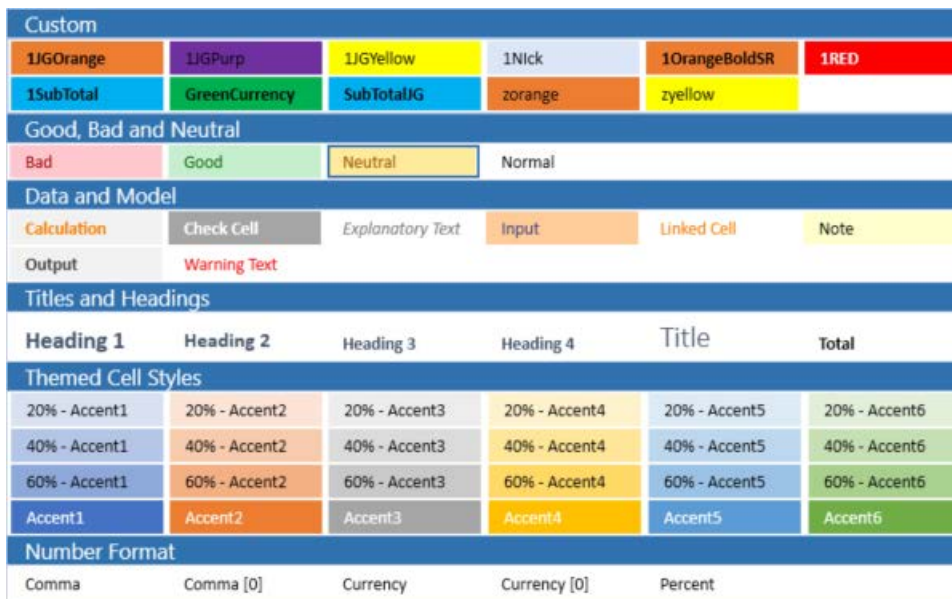 Custom
1JGOrange 1JGPurp 1JGYellow 1NIck 1OrangeBoldSR 1RED
1SubTotal GreenCurrency SubTotalJG zorange zyellow
Good, Bad and Neutral
Bad Good Neutral Normal
Data and Model
Calculation Check Cell Explanatory Text Input Linked Cell Note
Output Warning Text
Titles and Headings
Heading 1 Heading 2 Heading 3 Heading 4 Title Total
Themed Cell Styles
20% - Accent1 20% - Accent2 20% - Accent3 20% - Accent4 20% - Accent5 20% - Accent6
40% - Accent1 40% - Accent2 40% - Accent3 40% - Accent4 40% - Accent5 40% - Accent6
60% - Accent1 60% - Accent2 60% - Accent3 60% - Accent4 60% - Accent5 60% - Accent6
Accent1 Accent2 Accent3 Accent4 Accent5 Accent6
Number Format
Comma Comma [0] Currency Currency [0] Percent